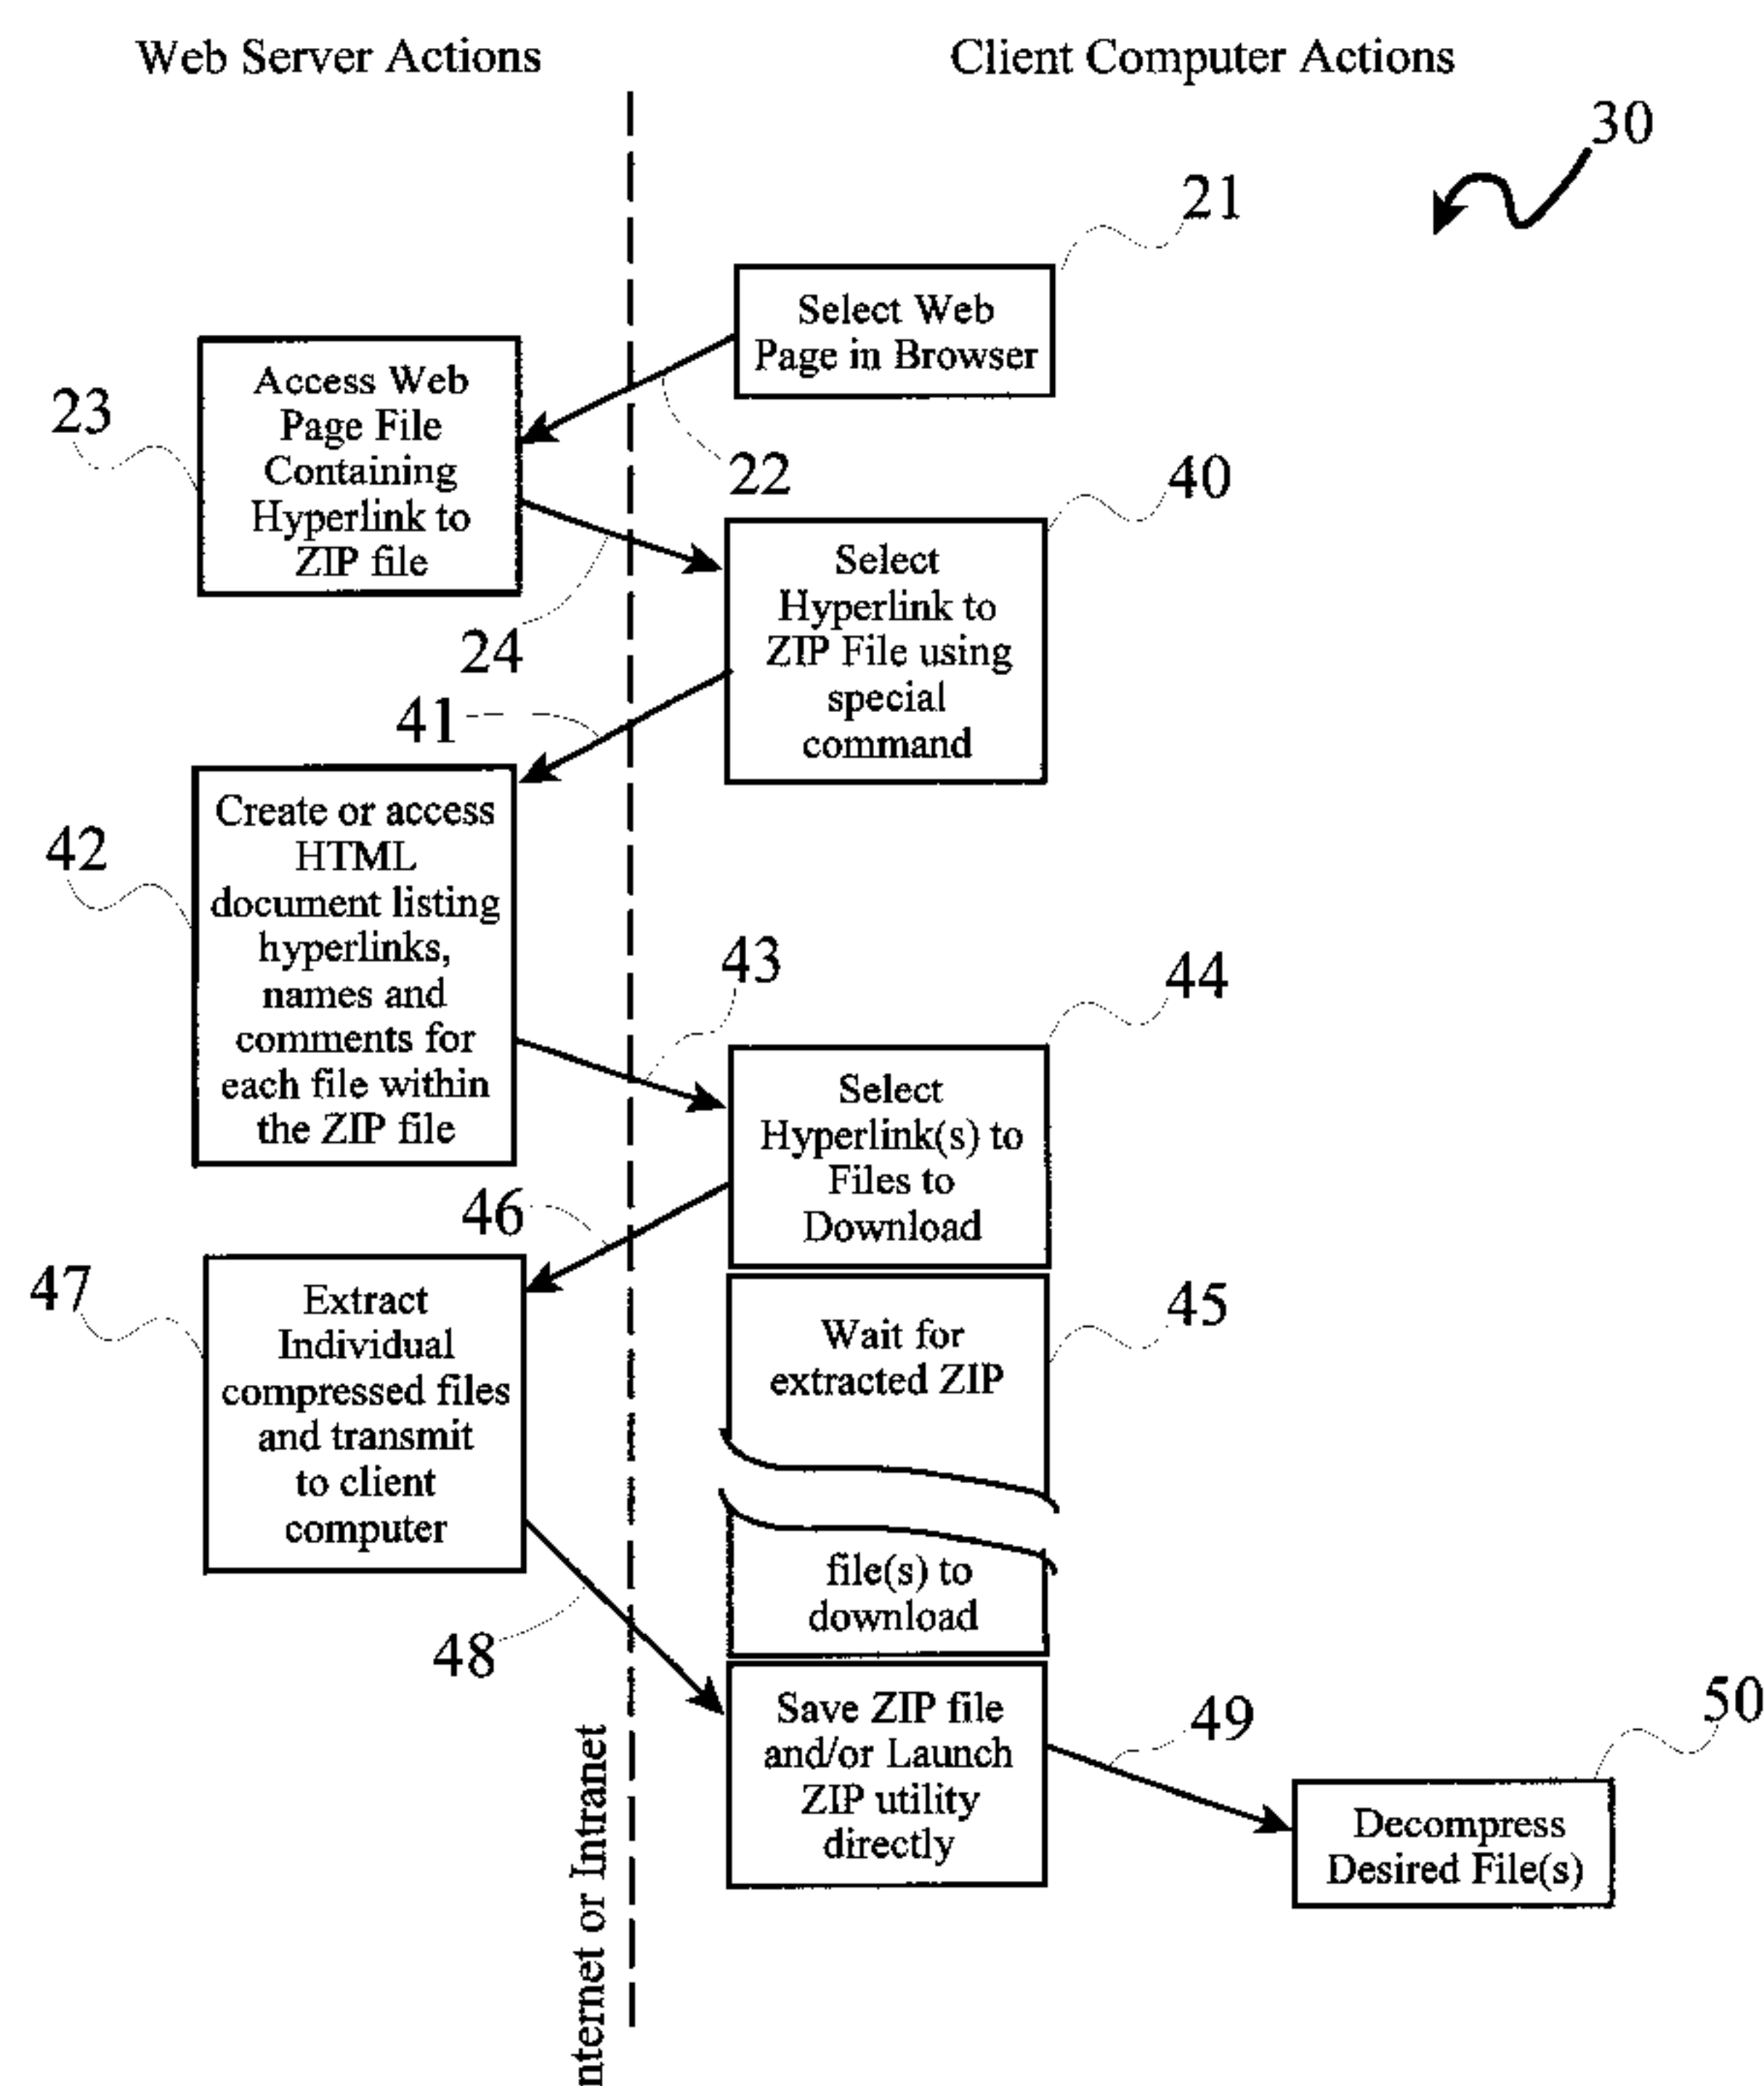 Web Server Actions
Client Computer Actions
30
21
Select Web
Page in Browser
Access Web
Page File
Containing
Hyperlink to
ZIP file
23
22
40
24
Select
Hyperlink to
ZIP File using
special
command
41
Create or access
HTML
document listing
hyperlinks,
names and
comments for
each file within
the ZIP file
42
43
44
Select
Hyperlink(s) to
Files to
Download
46
47
Extract
Individual
compressed files
and transmit
to client
computer
45
Wait for
extracted ZIP
file(s) to
download
48
Save ZIP file
and/or Launch
ZIP utility
directly
49
50
Decompress
Desired File(s)
nternet or Intranet